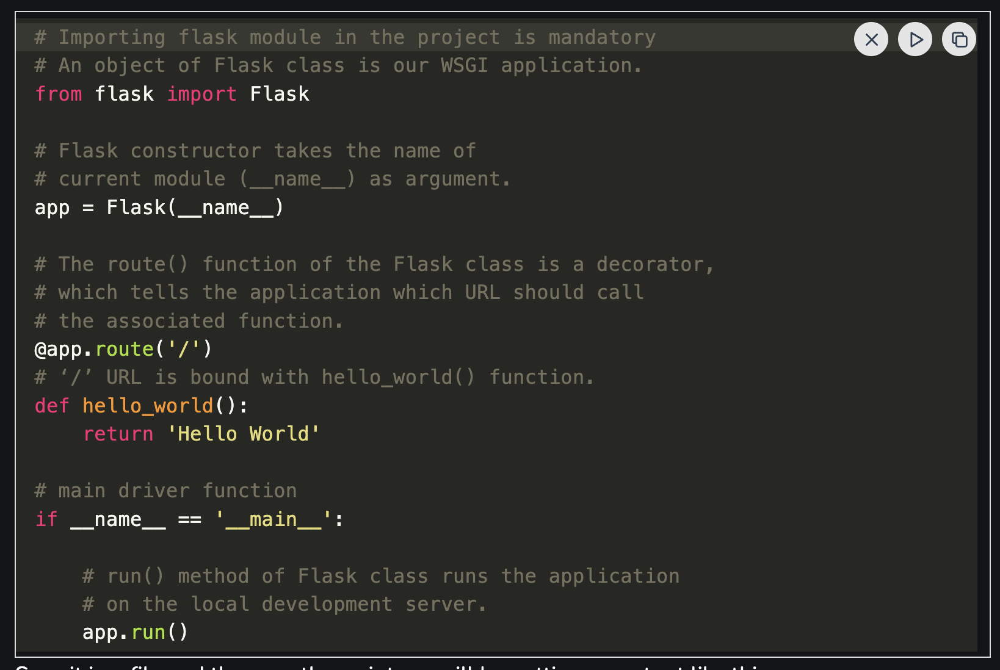 # Importing flask module in the project is mandatory
# An object of Flask class is our WSGI application.
from flask import Flask

# Flask constructor takes the name of
# current module (__name__) as argument.
app = Flask(__name__)

# The route() function of the Flask class is a decorator,
# which tells the application which URL should call
# the associated function.
@app.route('/')
# ‘/’ URL is bound with hello_world() function.
def hello_world():
    return 'Hello World'

# main driver function
if __name__ == '__main__':

    # run() method of Flask class runs the application
    # on the local development server.
    app.run()